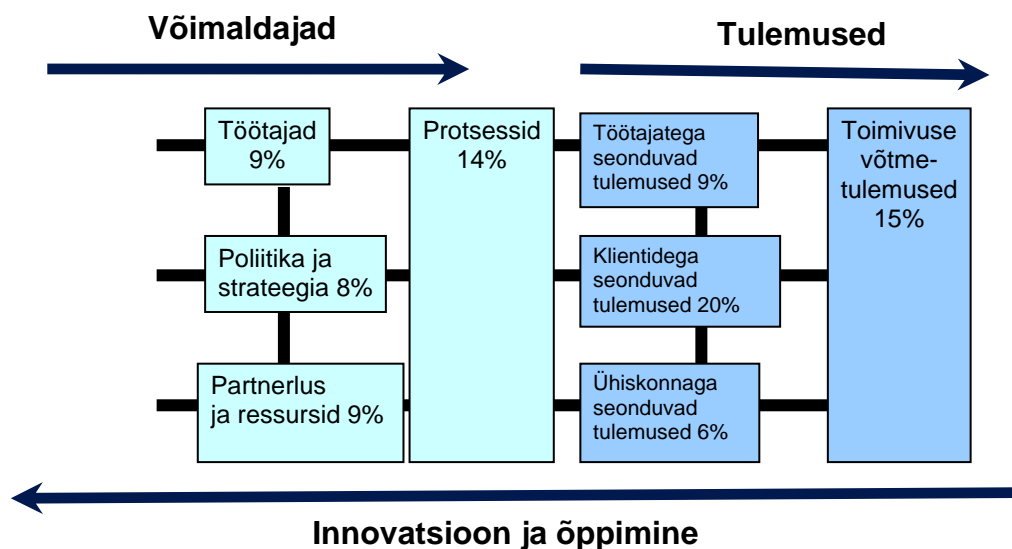 Võimaldajad
Tulemused
Töötajad
9%
Protsessid
14%
Töötajatega
seonduvad
tulemused 9%
Toimivuse
võtme-
tulemused
15%
Poliitika ja
strateegia 8%
Klientidega
seonduvad
tulemused 20%
Partnerlus
ja ressursid 9%
Ühiskonnaga
seonduvad
tulemused 6%
Innovatsioon ja õppimine